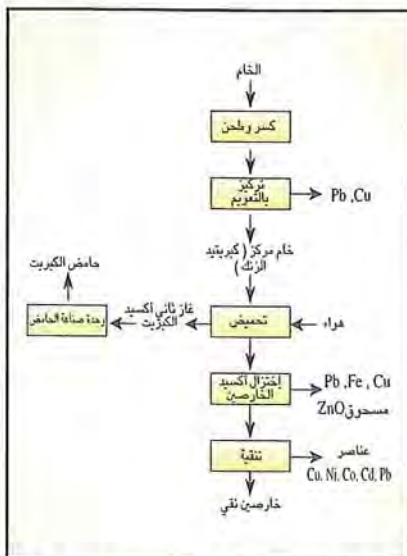 الخام
كسر وطحن
تركيز
بالتعويم
Pb ,Cu
خام مركز ( كبريتيد
الزنك )
حامض الكبريت
وحدة صناعة الحامض
غاز ثاني أكسيد
الكبريت
تحميض
هواء
إختزال أكسيد
الخارصين
Pb ,Fe , Cu
مسحوق ZnO
تنقية
عناصر
Cu, Ni, Co, Cd, Pb
خارصين نقي